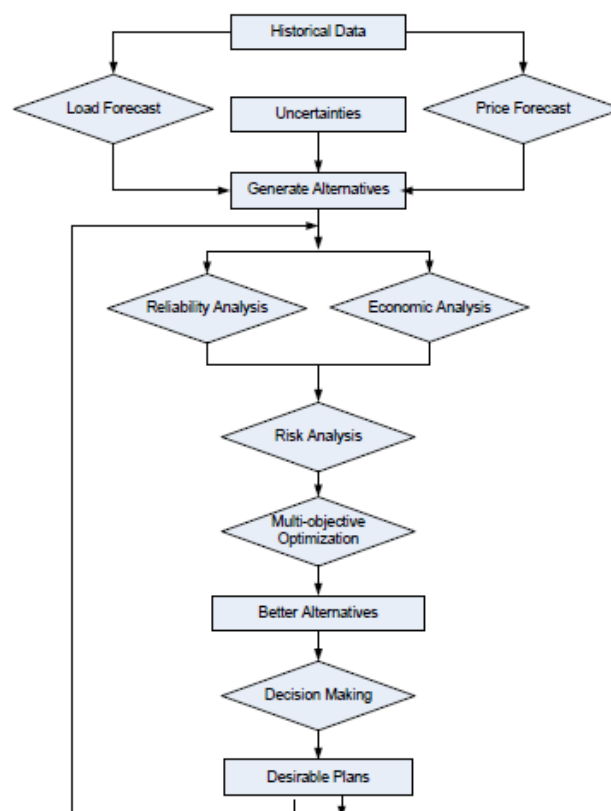 Historical Data
Load Forecast
Price Forecast
Uncertainties
Generate Alternatives
Reliability Analysis
Economic Analysis
Risk Analysis
Multi-objective
Optimization
Better Alternatives
Decision Making
Desirable Plans